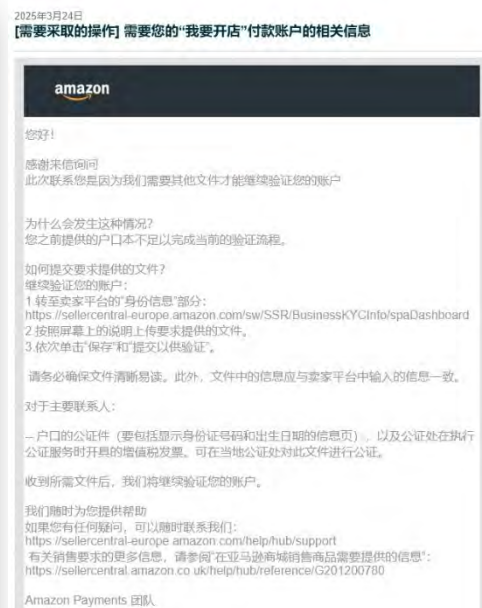 2025年3月24日
[需要采取的操作] 需要您的“我要开店”付款账户的相关信息
amazon
您好！
感谢来信询问
此次联系您是因为我们需要其他文件才能继续验证您的账户
为什么会发生这种情况?
您之前提供的户口本不足以完成当前的验证流程。
如何提交要求提供的文件?
继续验证您的账户：
1.转至卖家平台的“身份信息”部分：
https://sellercentral-europe.amazon.com/sw/SSR/BusinessKYCInfo/spaDashboard
2.按照屏幕上的说明上传要求提供的文件。
3.依次单击“保存”和“提交以供验证”。
请务必确保文件清晰易读。此外，文件中的信息应与卖家平台中输入的信息一致。
对于主要联系人：
-- 户口的公证件（要包括显示身份证号码和出生日期的信息页），以及公证处在执行
公证服务时开具的增值税发票。可在当地公证处对此文件进行公证。
收到所需文件后，我们将继续验证您的账户。
我们随时为您提供帮助
如果您有任何疑问，可以随时联系我们：
https://sellercentral-europe.amazon.com/help/hub/support
有关销售要求的更多信息，请参阅“在亚马逊商城销售商品需要提供的信息”：
https://sellercentral.amazon.co.uk/help/hub/reference/G201200780
Amazon Payments 团队